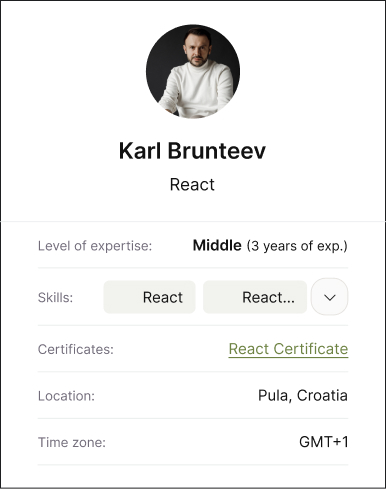 Karl Brunteev
React
Level of expertise: Middle (3 years of exp.)
Skills: React React...
Certificates: React Certificate
Location: Pula, Croatia
Time zone: GMT+1